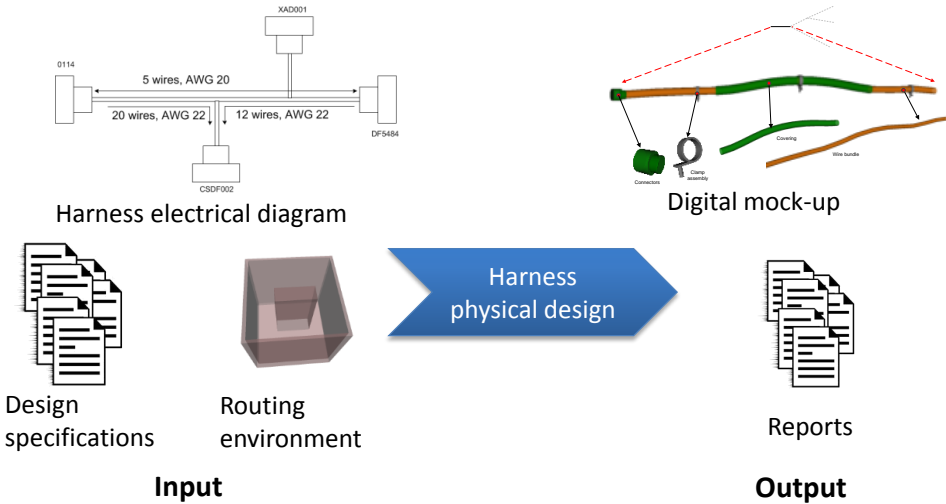 XAD001
0114
5 wires, AWG 20
20 wires, AWG 22
12 wires, AWG 22
DF5484
CSDF002
Harness electrical diagram
Covering
Connectors
Clamp
assembly
Wire bundle
Digital mock-up
Harness
physical design
Design
specifications
Routing
environment
Reports
Input
Output